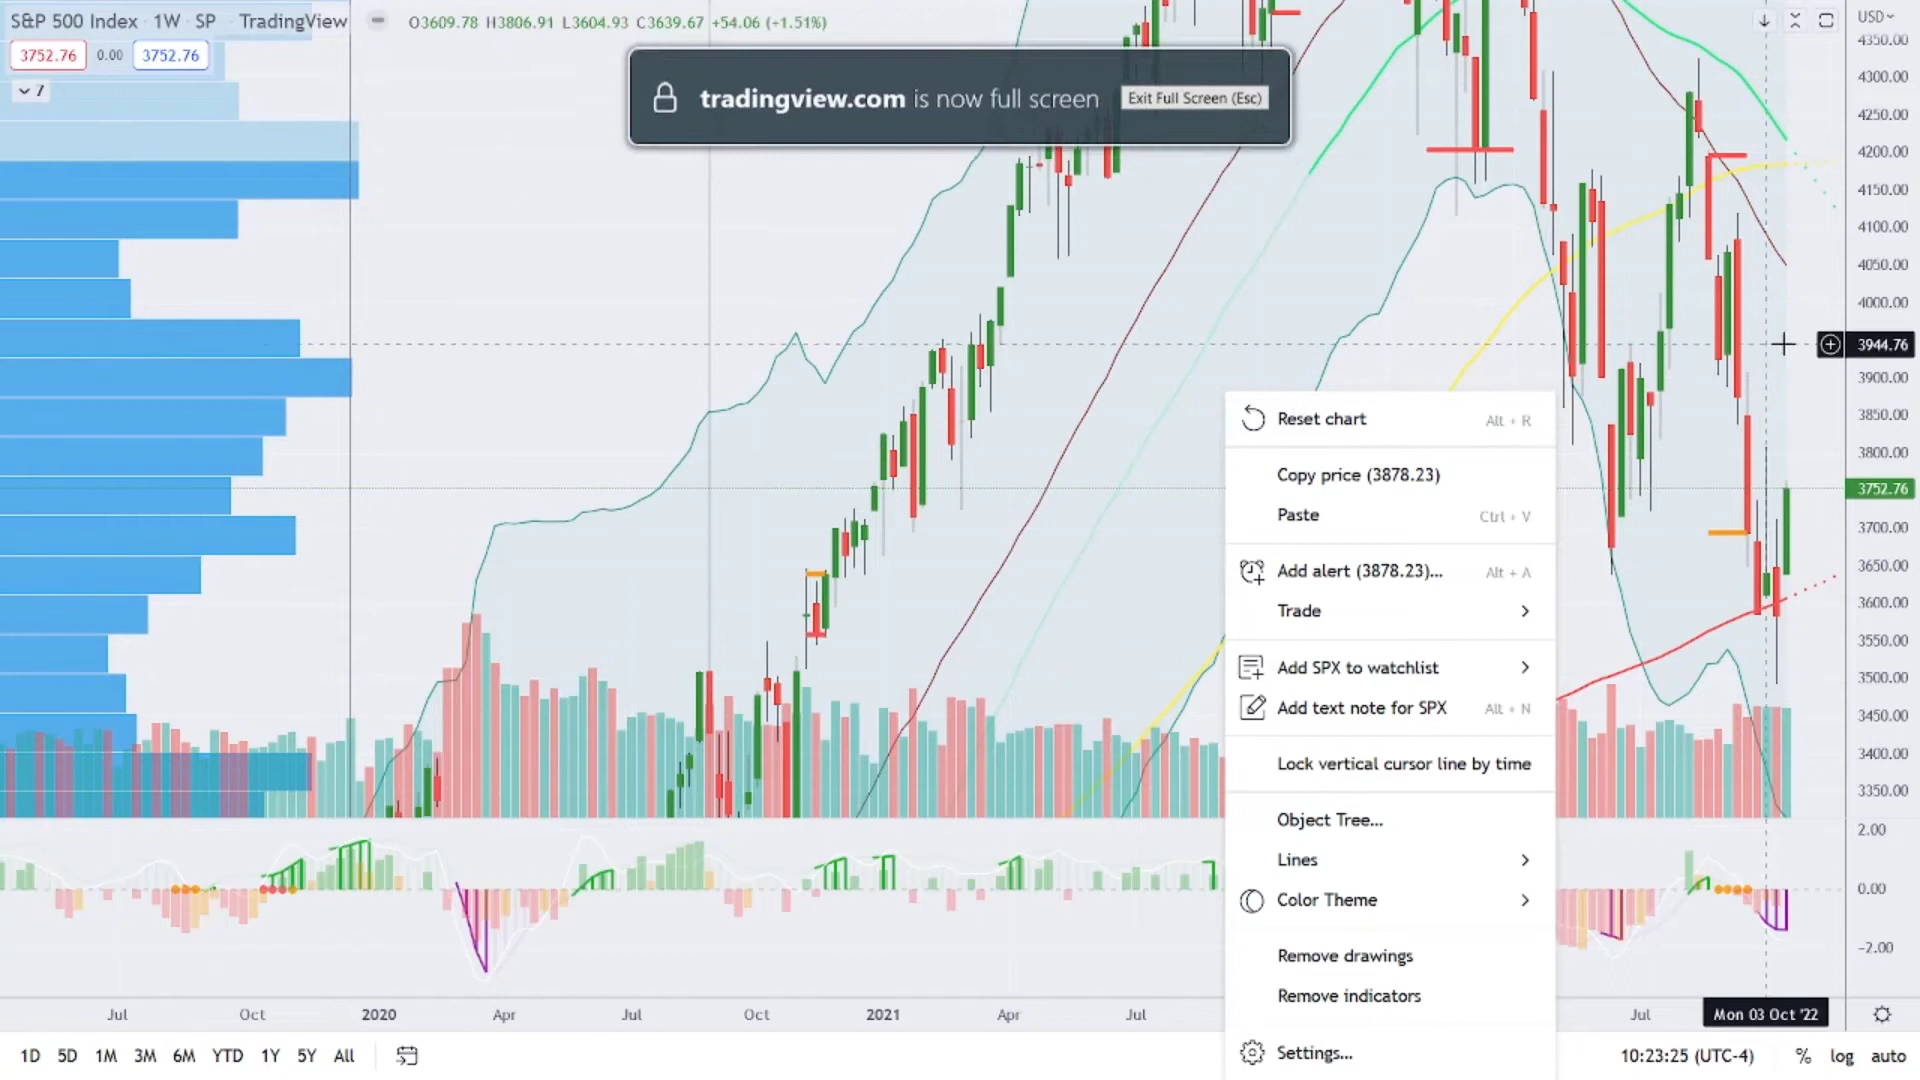 S&P 500 Index · 1W · SP · TradingView
O3609.78 H3806.91 L3604.93 C3639.67 +54.06 (+1.51%)
3752.76 0.00 3752.76
7
tradingview.com is now full screen
Exit Full Screen (Esc)
USD
4350.00
4300.00
4250.00
4200.00
4150.00
4100.00
4050.00
4000.00
3944.76
3900.00
3850.00
3800.00
3752.76
3700.00
3650.00
3600.00
3550.00
3500.00
3450.00
3400.00
3350.00
2.00
0.00
−2.00
Reset chart Alt + R
Copy price (3878.23)
Paste Ctrl + V
Add alert (3878.23)... Alt + A
Trade
Add SPX to watchlist
Add text note for SPX Alt + N
Lock vertical cursor line by time
Object Tree...
Lines
Color Theme
Remove drawings
Remove indicators
Settings...
Jul Oct 2020 Apr Jul Oct 2021 Apr Jul Jul Mon 03 Oct '22
1D 5D 1M 3M 6M YTD 1Y 5Y All
10:23:25 (UTC-4) % log auto